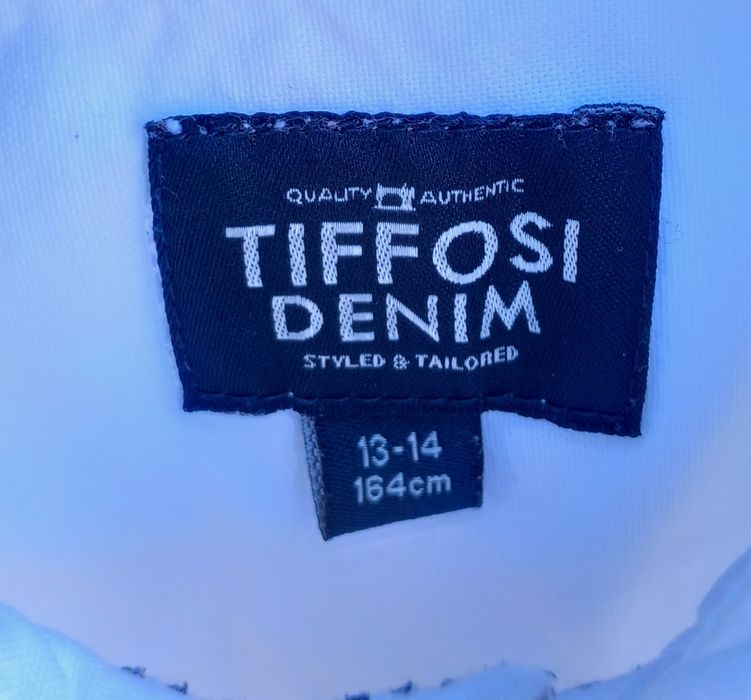 QUALITY AUTHENTIC
TIFFOSI
DENIM
STYLED & TAILORED
13-14
164cm